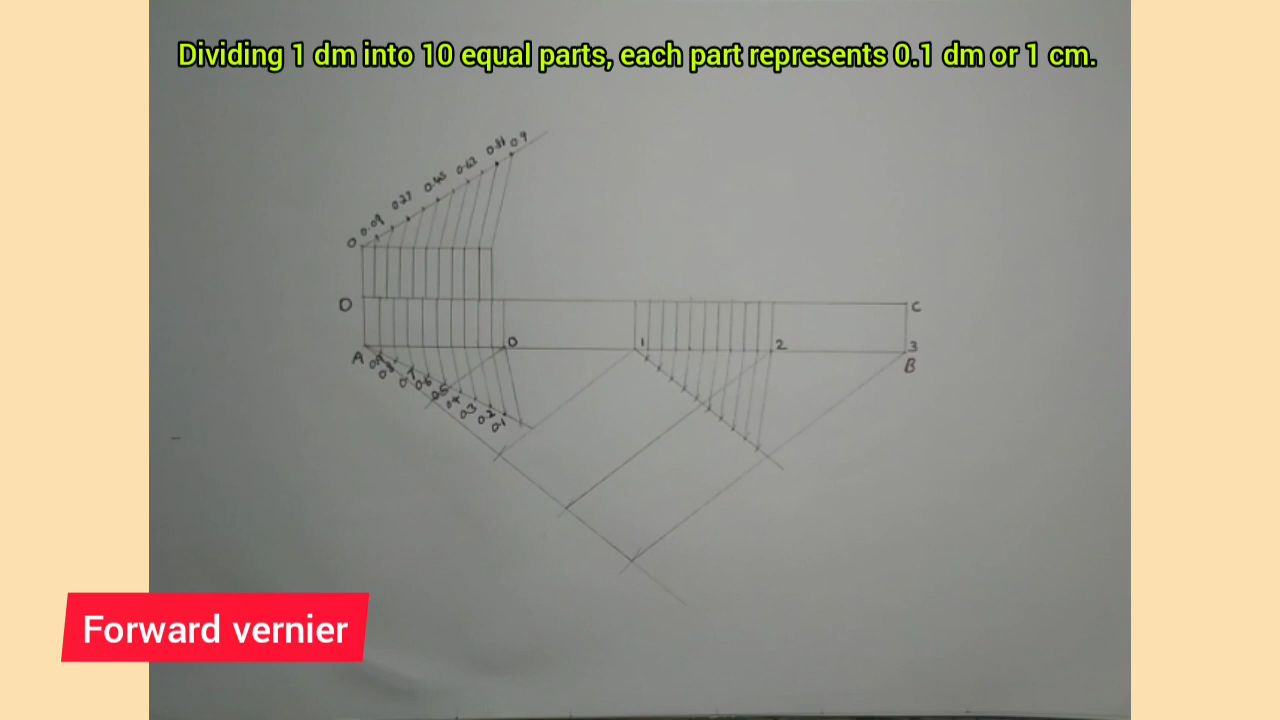 Dividing 1 dm into 10 equal parts, each part represents 0.1 dm or 1 cm.
0 0.09 0.27 0.45 0.63 0.81 0.9
D C
A 0 1 2 3
B
0.9 0.8 0.7 0.6 0.5 0.4 0.3 0.2 0.1
Forward vernier